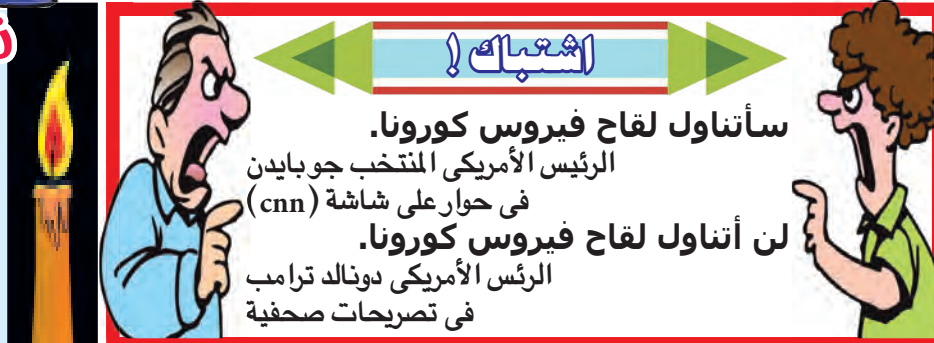 اشتباك !
سأتناول لقاح فيروس كورونا.
الرئيس الأمريكى المنتخب جو بايدن
فى حوار على شاشة (cnn)
لن أتناول لقاح فيروس كورونا.
الرئس الأمريكى دونالد ترامب
فى تصريحات صحفية